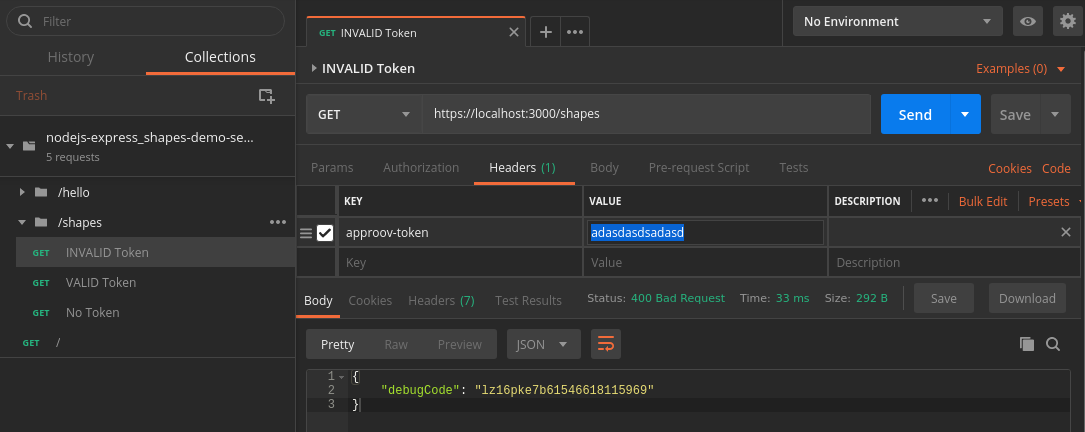 Filter
History Collections
Trash
nodejs-express_shapes-demo-se...
5 requests
/hello
/shapes
GET INVALID Token
GET VALID Token
GET No Token
GET /
GET INVALID Token
No Environment
INVALID Token Examples (0)
GET https://localhost:3000/shapes Send Save
Params Authorization Headers (1) Body Pre-request Script Tests Cookies Code
KEY VALUE DESCRIPTION Bulk Edit Presets
approov-token adasdasdsadasd
Key Value Description
Body Cookies Headers (7) Test Results Status: 400 Bad Request Time: 33 ms Size: 292 B Save Download
Pretty Raw Preview JSON
1 {
2 "debugCode": "lz16pke7b61546618115969"
3 }